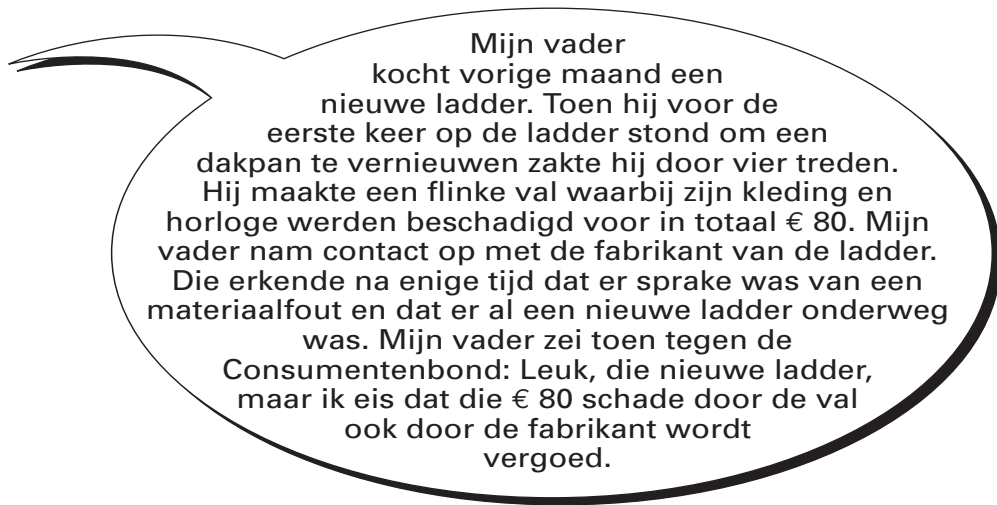 Mijn vader
kocht vorige maand een
nieuwe ladder. Toen hij voor de
eerste keer op de ladder stond om een
dakpan te vernieuwen zakte hij door vier treden.
Hij maakte een flinke val waarbij zijn kleding en
horloge werden beschadigd voor in totaal € 80. Mijn
vader nam contact op met de fabrikant van de ladder.
Die erkende na enige tijd dat er sprake was van een
materiaalfout en dat er al een nieuwe ladder onderweg
was. Mijn vader zei toen tegen de
Consumentenbond: Leuk, die nieuwe ladder,
maar ik eis dat die € 80 schade door de val
ook door de fabrikant wordt
vergoed.